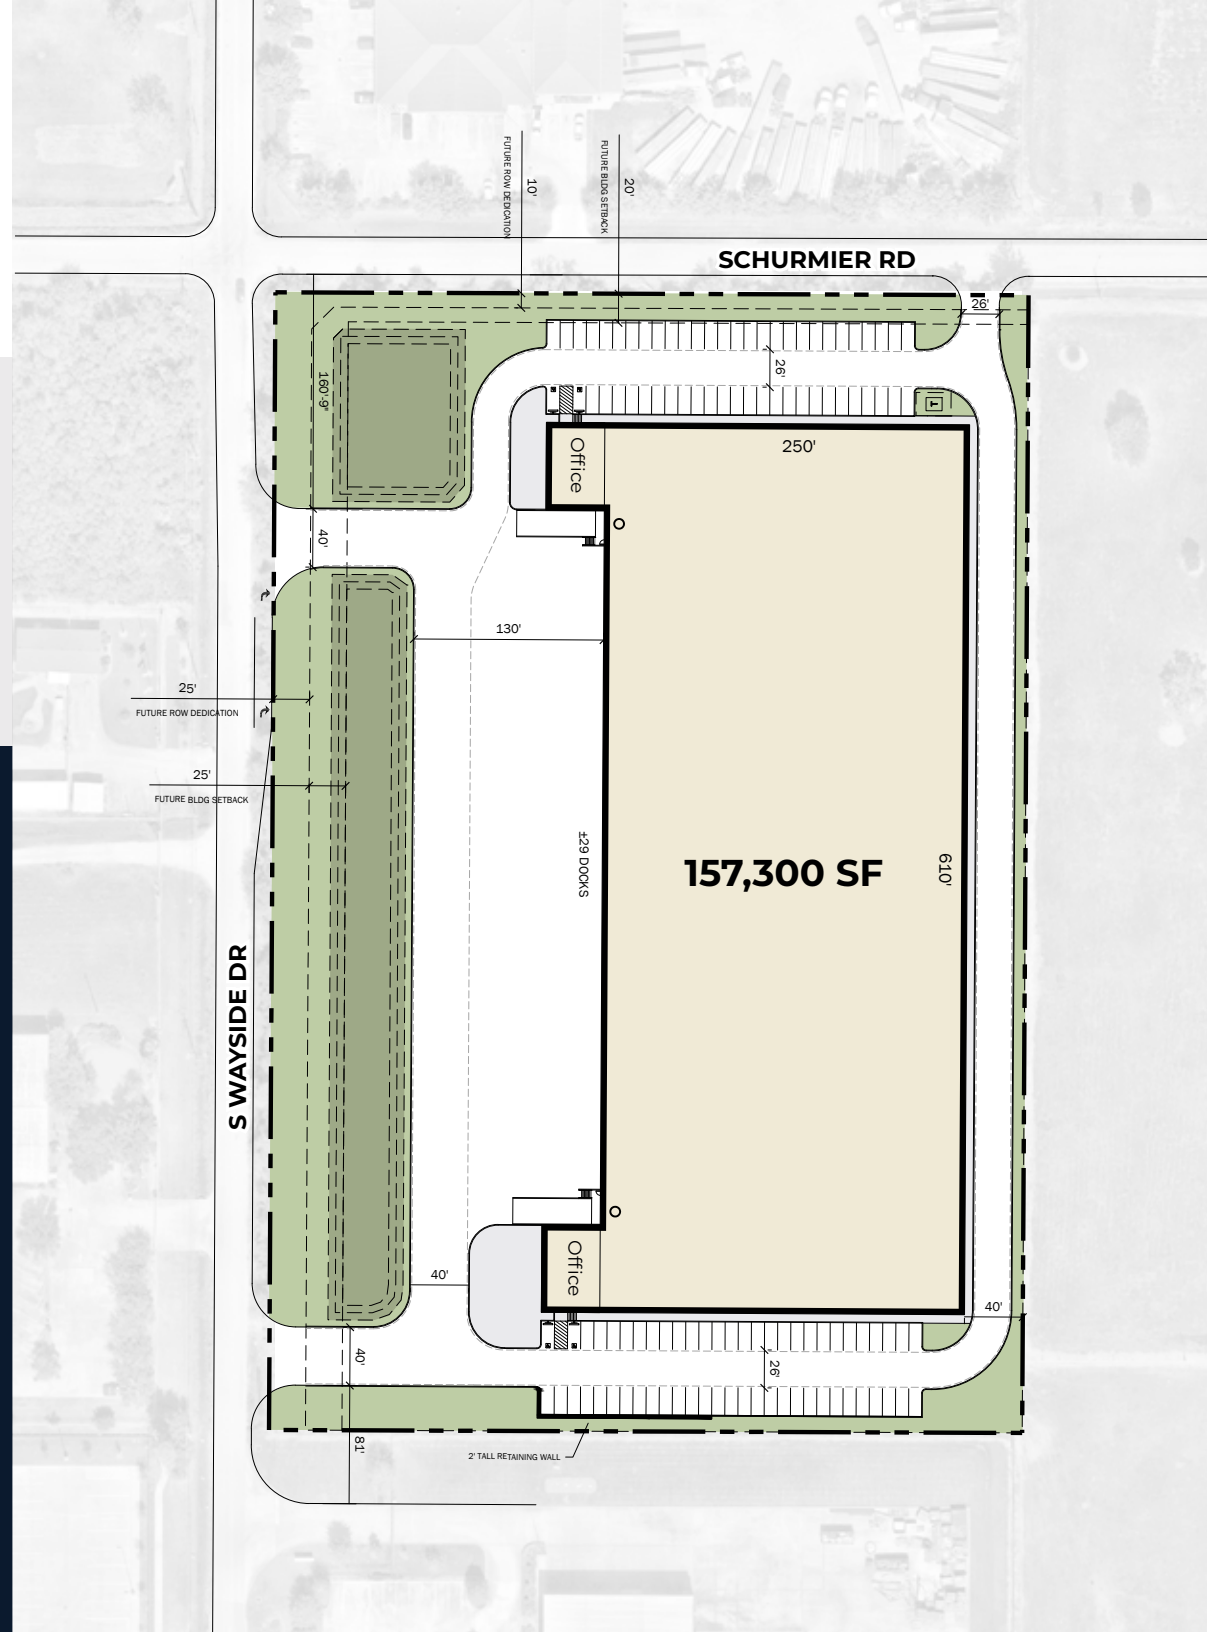 FUTURE ROW DEDICATION
10'
FUTURE BLDG SETBACK
20'
SCHURMIER RD
26'
160'-9"
26'
T
Office
250'
40'
130'
25'
FUTURE ROW DEDICATION
25'
FUTURE BLDG SETBACK
±29 DOCKS
157,300 SF
610'
S WAYSIDE DR
Office
40'
40'
40'
26'
81'
2' TALL RETAINING WALL